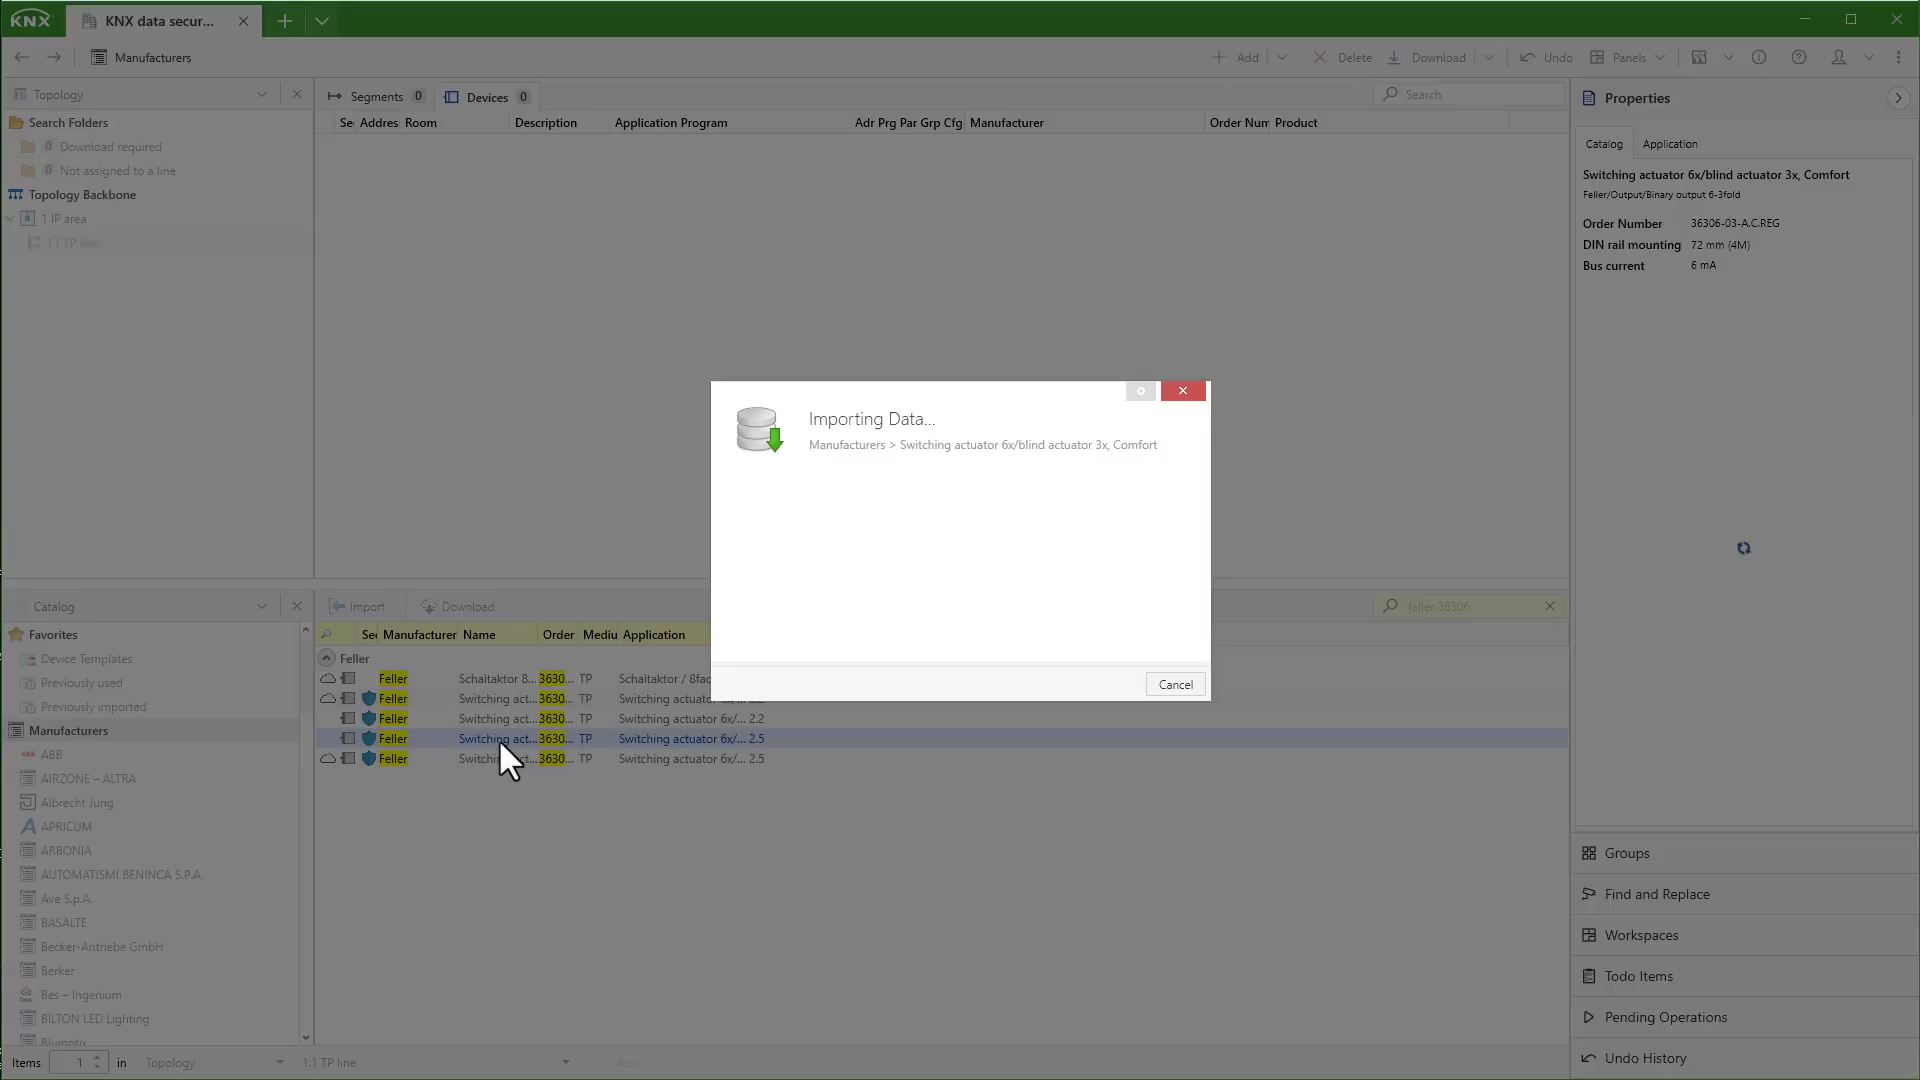 KNX
KNX data secur...
Manufacturers
Add
Delete
Download
Undo
Panels
Topology
Segments 0
Devices 0
Search
Properties
Search Folders
Se Addres Room Description Application Program Adr Prg Par Grp Cfg Manufacturer Order Num Product
0 Download required
0 Not assigned to a line
Topology Backbone
1 IP area
1.1 TP line
Catalog Application
Switching actuator 6x/blind actuator 3x, Comfort
Feller/Output/Binary output 6-3fold
Order Number 36306-03-A.C.REG
DIN rail mounting 72 mm (4M)
Bus current 6 mA
Importing Data...
Manufacturers > Switching actuator 6x/blind actuator 3x, Comfort
Cancel
Catalog
Import
Download
feller 36306
Favorites
Device Templates
Previously used
Previously imported
Manufacturers
ABB
AIRZONE – ALTRA
Albrecht Jung
APRICUM
ARBONIA
AUTOMATISMI BENINCA S.P.A.
Ave S.p.A.
BASALTE
Becker-Antriebe GmbH
Berker
Bes – Ingenium
BILTON LED Lighting
Blumotix
Sec Manufacturer Name Order Mediu Application
Feller
Feller Schaltaktor 8... 3630... TP Schaltaktor / 8fac
Feller Switching act... 3630... TP Switching actuator 6x/... 2.2
Feller Switching act... 3630... TP Switching actuator 6x/... 2.2
Feller Switching act... 3630... TP Switching actuator 6x/... 2.5
Feller Switching act... 3630... TP Switching actuator 6x/... 2.5
Groups
Find and Replace
Workspaces
Todo Items
Pending Operations
Undo History
Items 1 in Topology 1.1 TP line Add